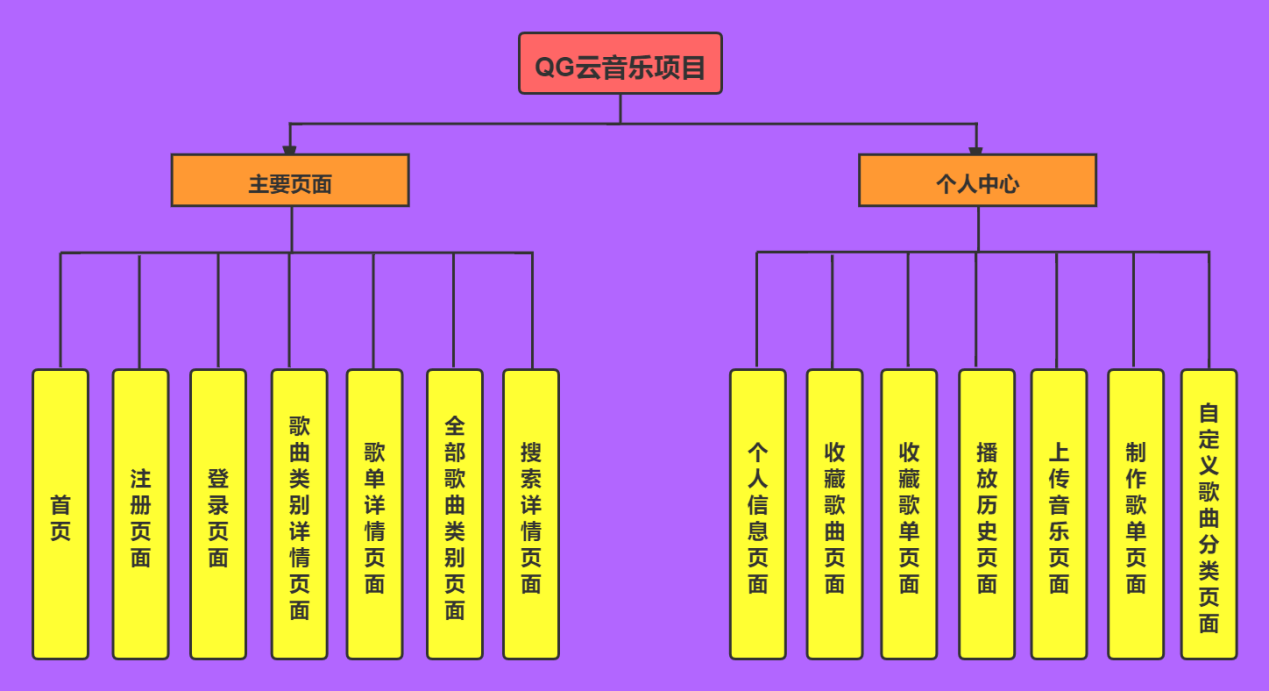 QG云音乐项目
主要页面
个人中心
首页
注册页面
登录页面
歌曲类别详情页面
歌单详情页面
全部歌曲类别页面
搜索详情页面
个人信息页面
收藏歌曲页面
收藏歌单页面
播放历史页面
上传音乐页面
制作歌单页面
自定义歌曲分类页面